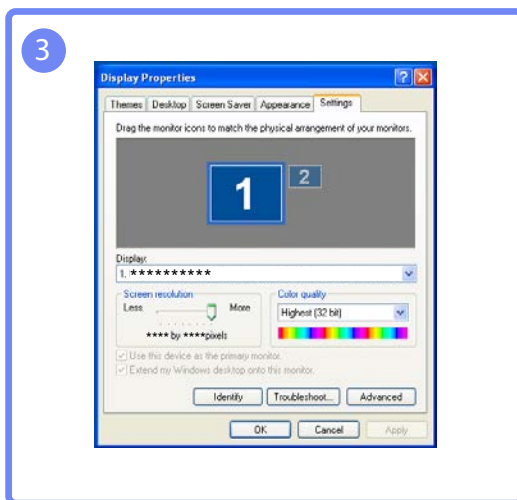 3
Display Properties
Themes Desktop Screen Saver Appearance Settings
Drag the monitor icons to match the physical arrangement of your monitors.
1 2
Display:
1. **********
Screen resolution
Less More
**** by ****pixels
Color quality
Highest (32 bit)
Use this device as the primary monitor.
Extend my Windows desktop onto this monitor.
Identify Troubleshoot... Advanced
OK Cancel Apply